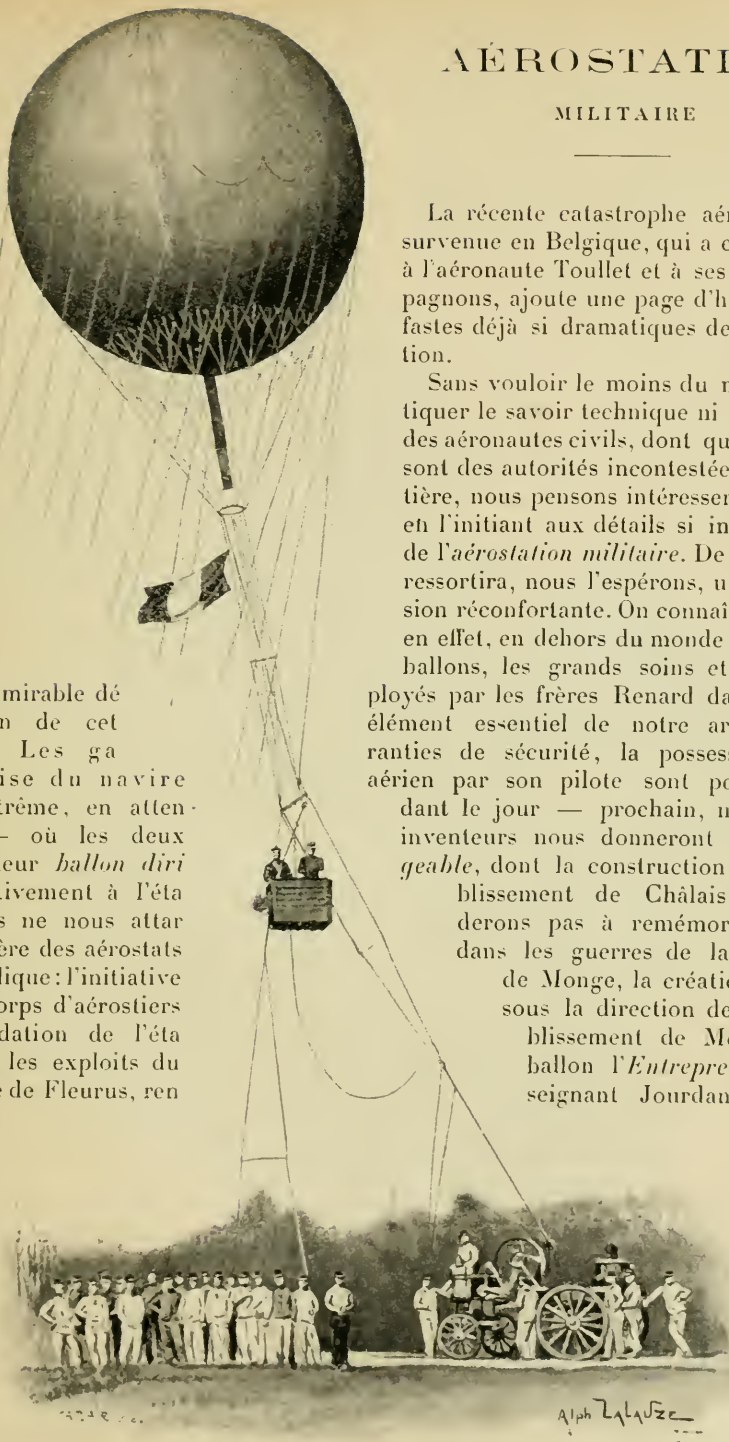 AÉROSTATI
MILITAIRE
La récente catastrophe aér
survenue en Belgique, qui a c
à l'aéronaute Toullet et à ses
pagnons, ajoute une page d'h
fastes déjà si dramatiques de
tion.
Sans vouloir le moins du m
tiquer le savoir technique ni
des aéronautes civils, dont qu
sont des autorités incontestée
tière, nous pensons intéresser
en l'initiant aux détails si in
de l'aérostation militaire. De
ressortira, nous l'espérons, u
sion réconfortante. On connaî
en effet, en dehors du monde
ballons, les grands soins et
mirable dé ployés par les frères Renard da
n de cet élément essentiel de notre ar
Les ga ranties de sécurité, la possess
ise du navire aérien par son pilote sont po
trême, en atten- dant le jour — prochain, n
— où les deux inventeurs nous donneront
eur ballon diri geable, dont la construction
ivement à l'éta blissement de Châlais
s ne nous attar derons pas à remémor
ère des aérostats dans les guerres de la
lique: l'initiative de Monge, la créatio
orps d'aérostiers sous la direction de
dation de l'éta blissement de Me
les exploits du ballon l'Entrepre
e de Fleurus, ren seignant Jourdan
Alph Lalauze